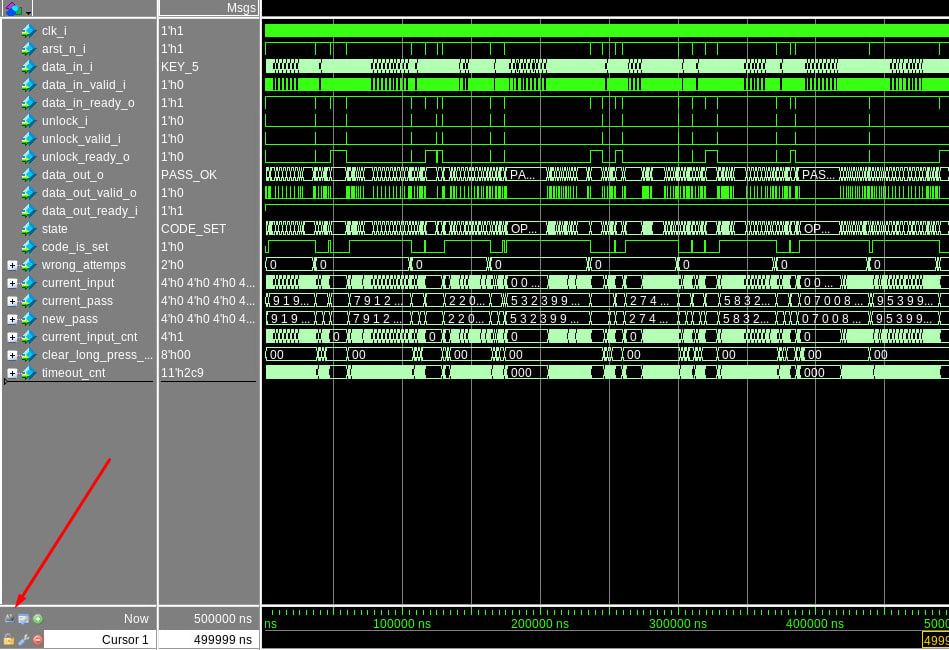 Msgs
clk_i 1'h1
arst_n_i 1'h1
data_in_i KEY_5
data_in_valid_i 1'h0
data_in_ready_o 1'h1
unlock_i 1'h0
unlock_valid_i 1'h0
unlock_ready_o 1'h0
data_out_o PASS_OK PA... PAS...
data_out_valid_o 1'h0
data_out_ready_i 1'h1
state CODE_SET OP... OP...
code_is_set 1'h0
wrong_attemps 2'h0 0 0 0 0 0 0 0 0
current_input 4'h0 4'h0 4'h0 4... 0 0 ... 0 0 ...
current_pass 4'h0 4'h0 4'h0 4... 9 1 9... 7 9 1 2 ... 2 2 0... 5 3 2 3 9 9 ... 2 7 4 ... 5 8 3 2... 0 7 0 0 8 ... 9 5 3 9 9...
new_pass 4'h0 4'h0 4'h0 4... 9 1 9... 7 9 1 2 ... 2 2 0... 5 3 2 3 9 9 ... 2 7 4 ... 5 8 3 2... 0 7 0 0 8 ... 9 5 3 9 9...
current_input_cnt 4'h1 0 0 0 0 0
clear_long_press_... 8'h00 00 00 00 00 00 00 00 00
timeout_cnt 11'h2c9 000 000
Now 500000 ns ns 100000 ns 200000 ns 300000 ns 400000 ns 5000
Cursor 1 499999 ns 4999